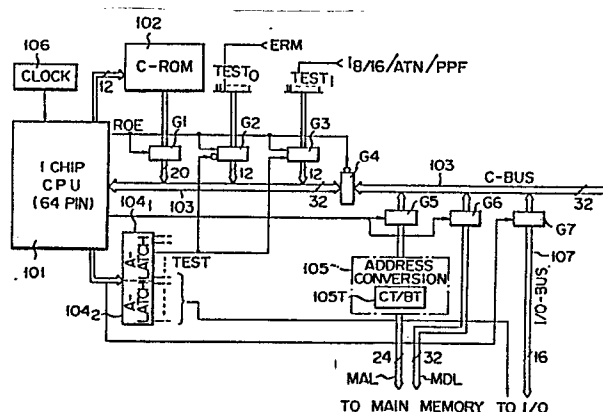 102
106
C-ROM
CLOCK
12
ERM
TEST0
I8/16/ATN/PPF
TEST1
ROE
G1
G2
G3
G4
1 CHIP
CPU
(64 PIN)
20
12
12
32
103
103
C-BUS
32
G5
G6
G7
101
1041
A-
LATCH
A-
LATCH
1042
TEST
105
ADDRESS
CONVERSION
105T
CT/BT
107
I/O-BUS
24
32
16
MAL
MDL
TO MAIN MEMORY
TO I/O